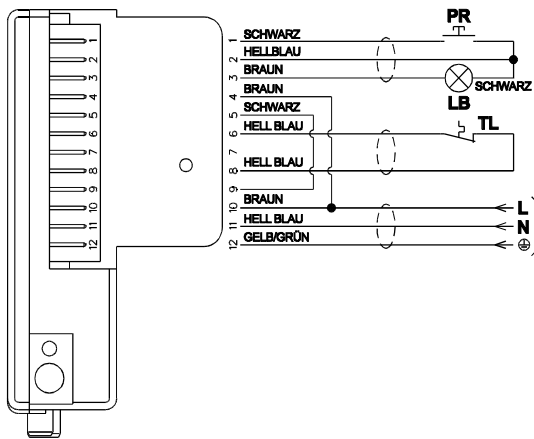 PR
1 1 SCHWARZ
2 2 HELLBLAU
3 3 BRAUN
LB SCHWARZ
4 4 BRAUN
5 5 SCHWARZ
6 6 HELL BLAU
TL
7 7
8 8 HELL BLAU
9 9
10 10 BRAUN L
11 11 HELL BLAU N
12 12 GELB/GRÜN